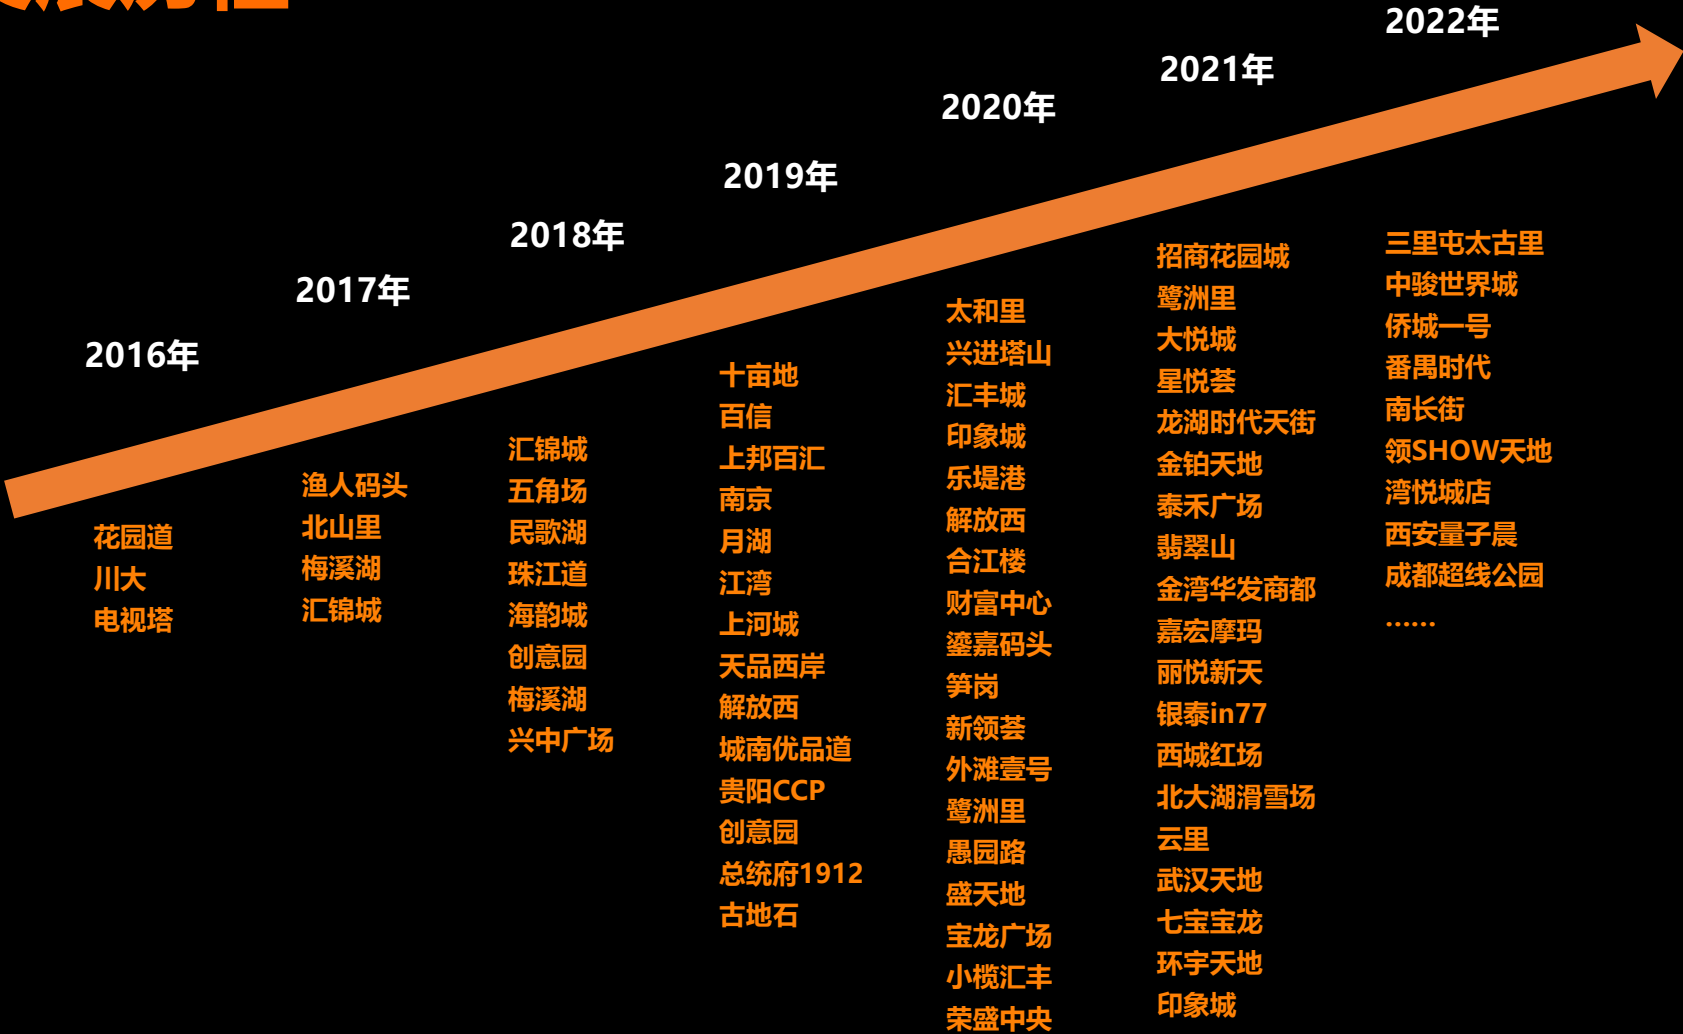 2016年
花园道
川大
电视塔
2017年
渔人码头
北山里
梅溪湖
汇锦城
2018年
汇锦城
五角场
民歌湖
珠江道
海韵城
创意园
梅溪湖
兴中广场
2019年
十亩地
百信
上邦百汇
南京
月湖
江湾
上河城
天品西岸
解放西
城南优品道
贵阳CCP
创意园
总统府1912
古地石
2020年
太和里
兴进塔山
汇丰城
印象城
乐堤港
解放西
合江楼
财富中心
鎏嘉码头
笋岗
新领荟
外滩壹号
鹭洲里
愚园路
盛天地
宝龙广场
小榄汇丰
荣盛中央
2021年
招商花园城
鹭洲里
大悦城
星悦荟
龙湖时代天街
金铂天地
泰禾广场
翡翠山
金湾华发商都
嘉宏摩玛
丽悦新天
银泰in77
西城红场
北大湖滑雪场
云里
武汉天地
七宝宝龙
环宇天地
印象城
2022年
三里屯太古里
中骏世界城
侨城一号
番禺时代
南长街
领SHOW天地
湾悦城店
西安量子晨
成都超线公园
……